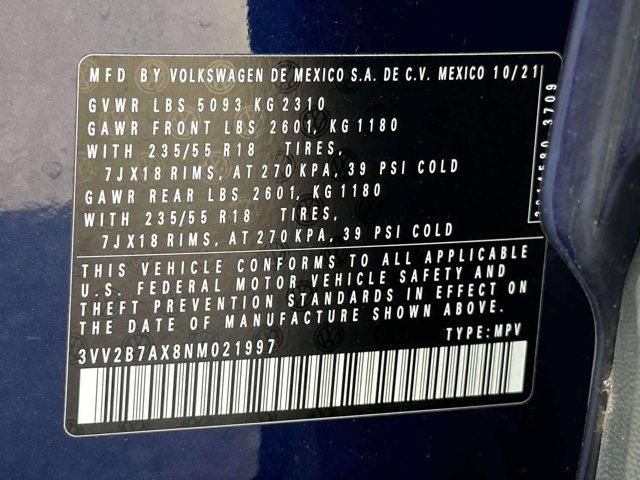 MFD BY VOLKSWAGEN DE MEXICO S.A. DE C.V. MEXICO 10/21
GVWR LBS 5093 KG 2310
GAWR FRONT LBS 2601, KG 1180
WITH 235/55 R18 TIRES,
7JX18 RIMS, AT 270 KPA, 39 PSI COLD
GAWR REAR LBS 2601, KG 1180
WITH 235/55 R18 TIRES,
7JX18 RIMS, AT 270 KPA, 39 PSI COLD
THIS VEHICLE CONFORMS TO ALL APPLICABLE
U.S. FEDERAL MOTOR VEHICLE SAFETY AND
THEFT PREVENTION STANDARDS IN EFFECT ON
THE DATE OF MANUFACTURE SHOWN ABOVE.
3VV2B7AX8NM021997 TYPE: MPV
3709